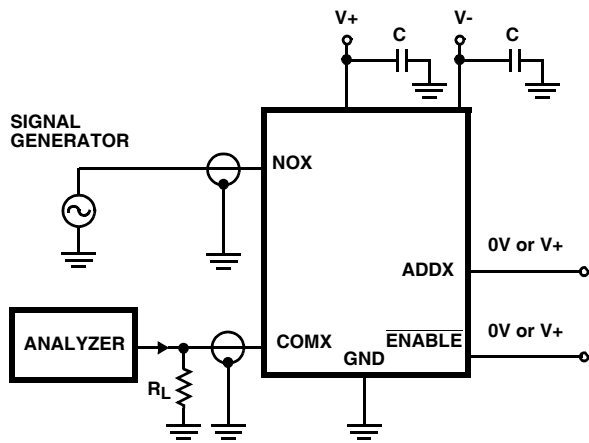 V+
V-
C
C
SIGNAL
GENERATOR
NOX
0V or V+
ADDX
0V or V+
ANALYZER
COMX
ENABLE
GND
RL